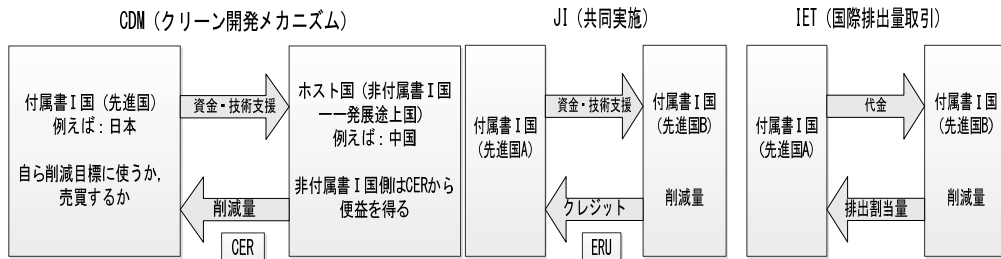 CDM（クリーン開発メカニズム）
付属書Ⅰ国（先進国）
例えば：日本
自ら削減目標に使うか，
売買するか
資金・技術支援
削減量
CER
ホスト国（非付属書Ⅰ国
――発展途上国）
例えば：中国
非付属書Ⅰ国側はCERから
便益を得る
JI（共同実施）
付属書Ⅰ国
（先進国A）
資金・技術支援
クレジット
ERU
付属書Ⅰ国
（先進国B）
削減量
IET（国際排出量取引）
付属書Ⅰ国
（先進国A）
代金
排出割当量
付属書Ⅰ国
（先進国B）
削減量